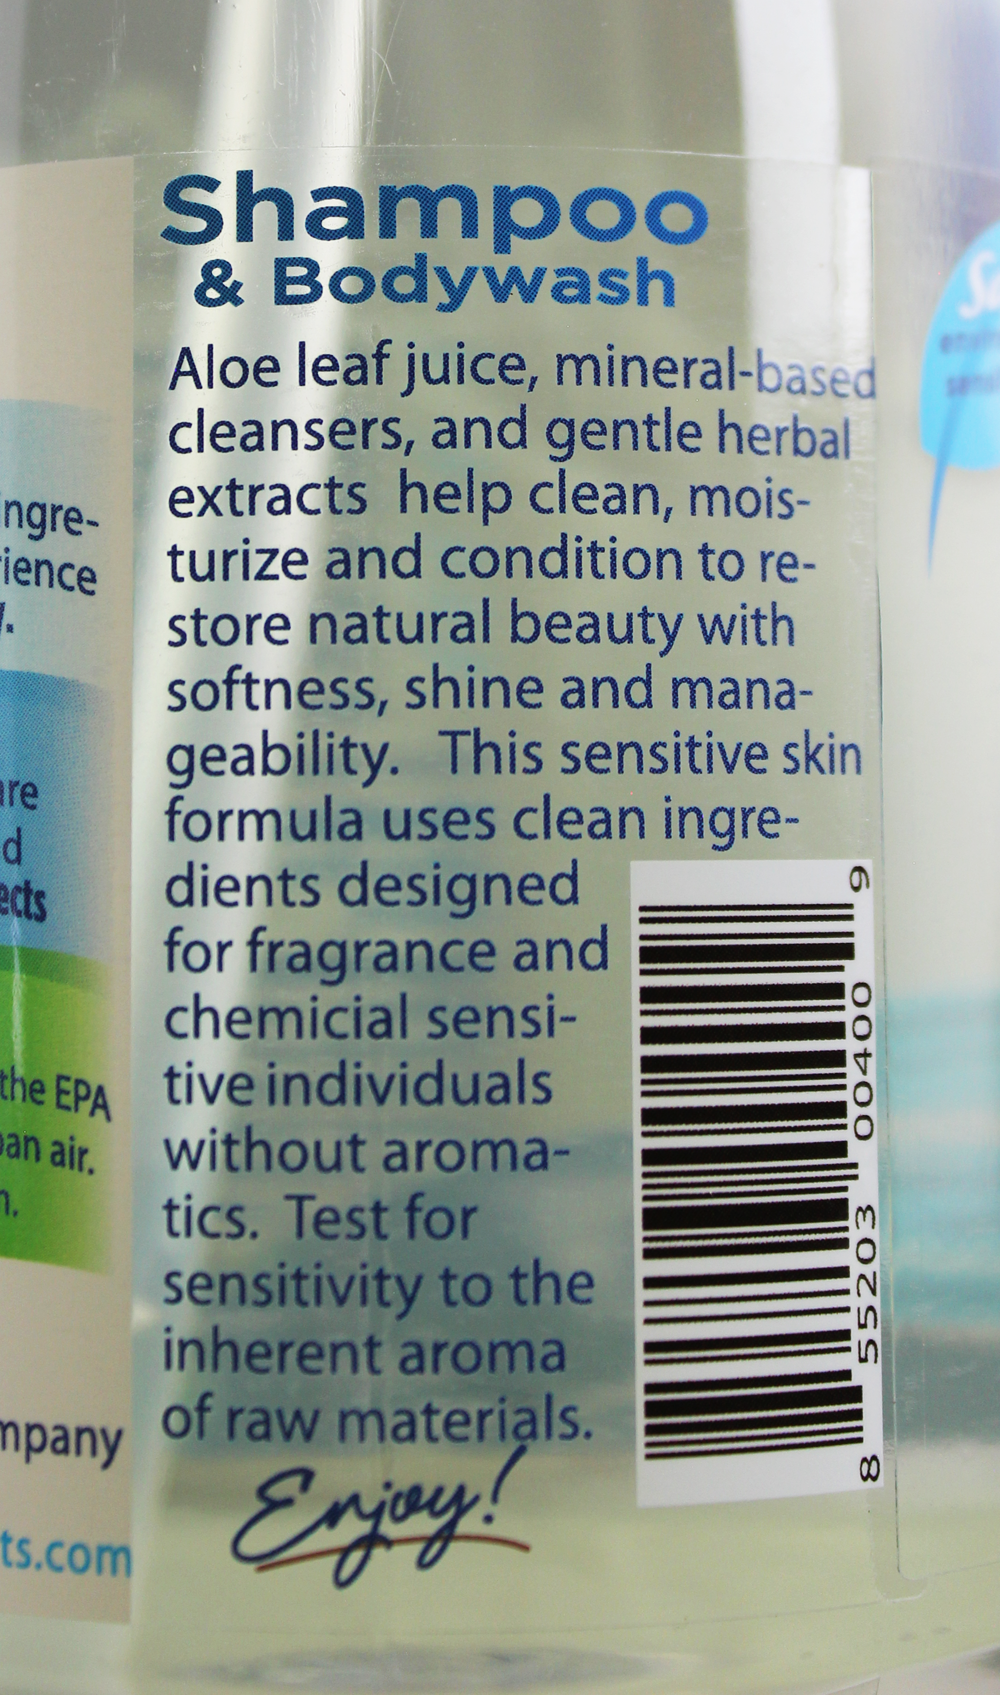 Shampoo
& Bodywash
Aloe leaf juice, mineral-based
cleansers, and gentle herbal
extracts help clean, mois-
turize and condition to re-
store natural beauty with
softness, shine and mana-
geability. This sensitive skin
formula uses clean ingre-
dients designed
for fragrance and
chemicial sensi-
tive individuals
without aroma-
tics. Test for
sensitivity to the
inherent aroma
of raw materials.
Enjoy!
8 55203 00400 9
ingre-
rience
are
d
ects
the EPA
ban air.
mpany
ts.com